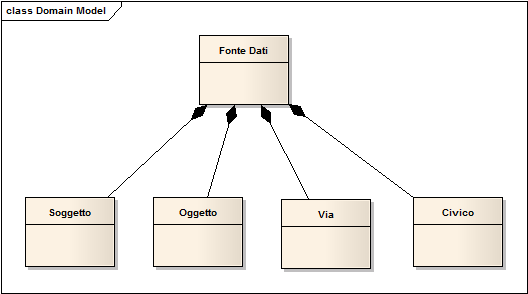 class Domain Model
Fonte Dati
Soggetto
Oggetto
Via
Civico